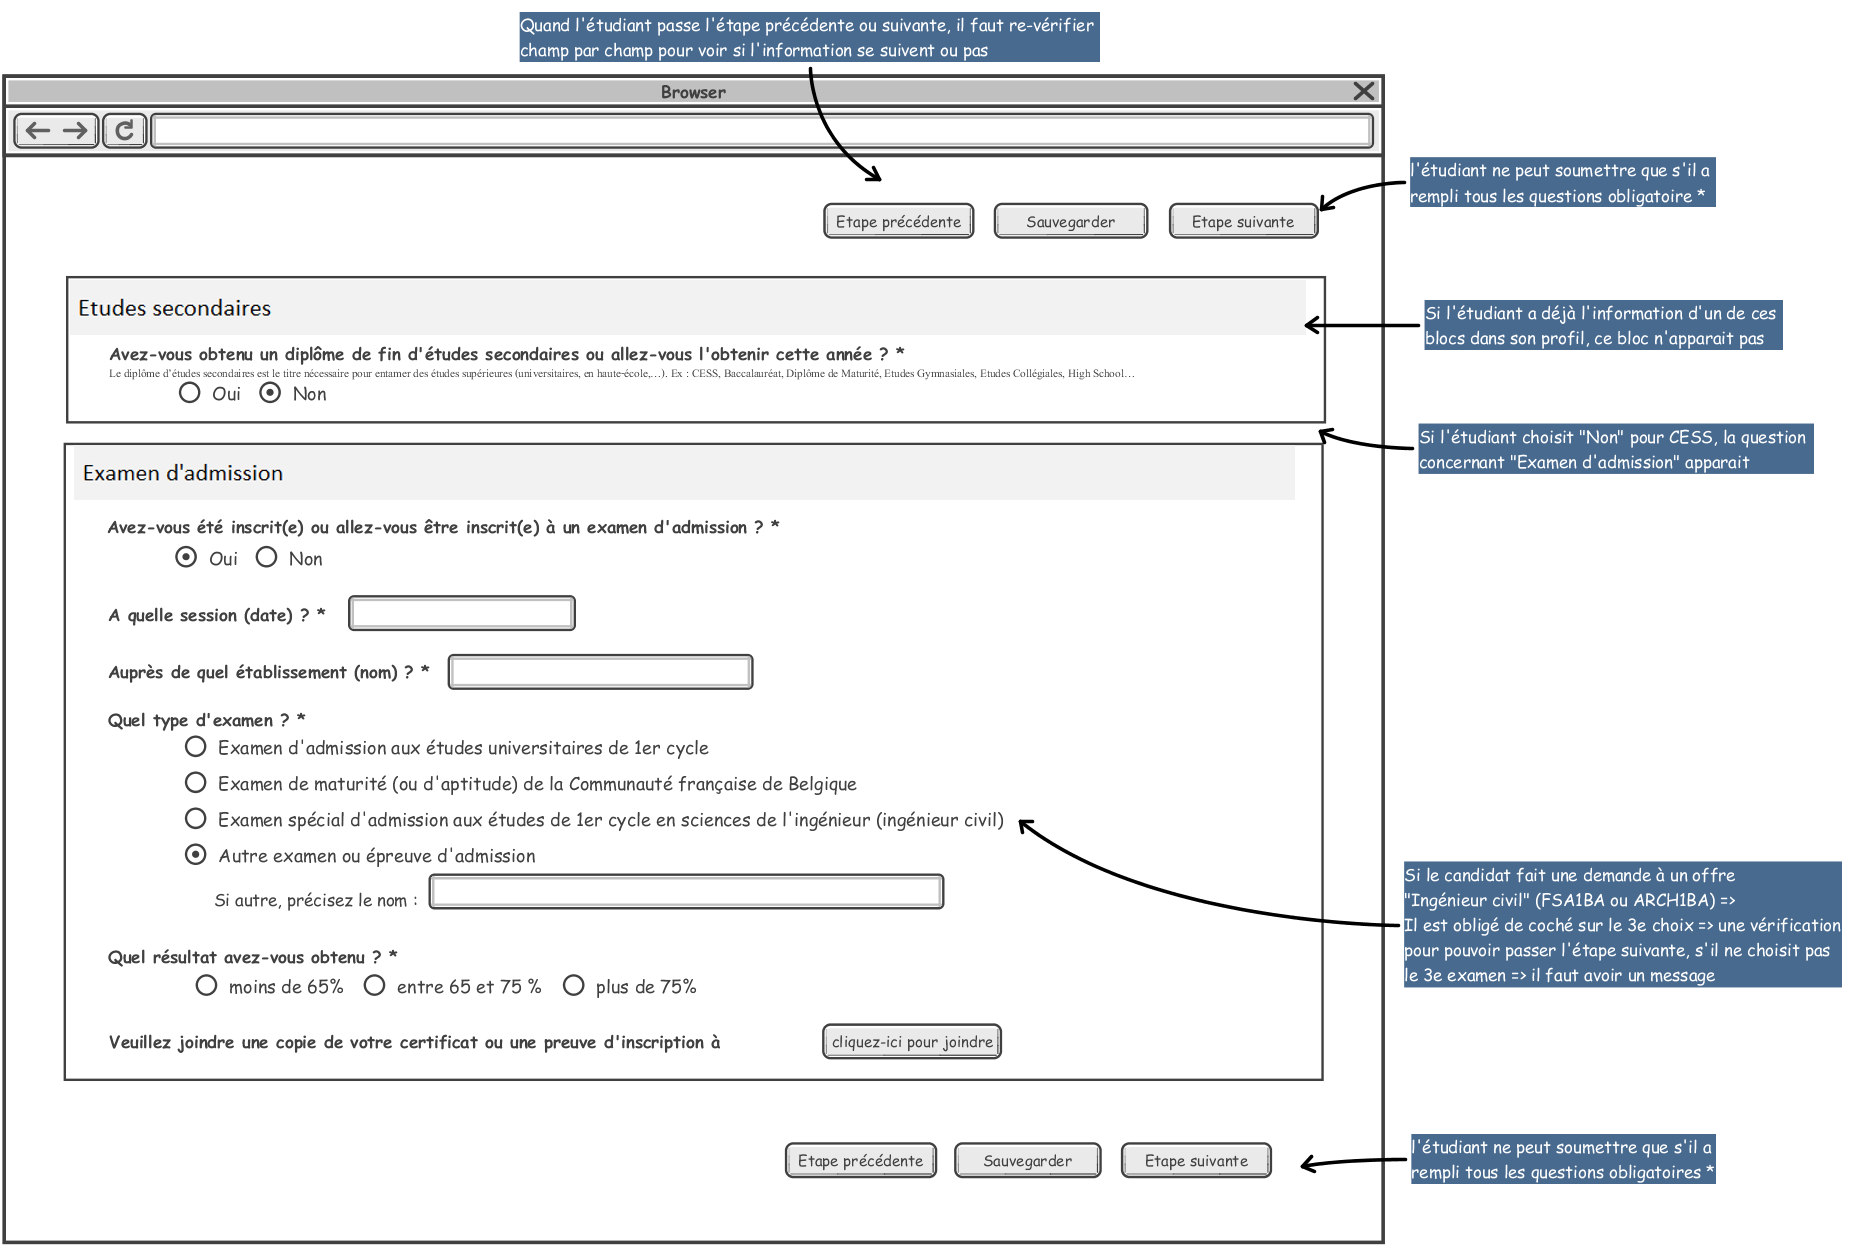 Quand l'étudiant passe l'étape précédente ou suivante, il faut re-vérifier
champ par champ pour voir si l'information se suivent ou pas
Browser
l'étudiant ne peut soumettre que s'il a
rempli tous les questions obligatoire *
Etape précédente
Sauvegarder
Etape suivante
Etudes secondaires
Si l'étudiant a déjà l'information d'un de ces
blocs dans son profil, ce bloc n'apparait pas
Avez-vous obtenu un diplôme de fin d'études secondaires ou allez-vous l'obtenir cette année ? *
Le diplôme d'études secondaires est le titre nécessaire pour entamer des études supérieures (universitaires, en haute-école,...). Ex : CESS, Baccalauréat, Diplôme de Maturité, Etudes Gymnasiales, Etudes Collégiales, High School...
Oui Non
Si l'étudiant choisit "Non" pour CESS, la question
concernant "Examen d'admission" apparait
Examen d'admission
Avez-vous été inscrit(e) ou allez-vous être inscrit(e) à un examen d'admission ? *
Oui Non
A quelle session (date) ? *
Auprès de quel établissement (nom) ? *
Quel type d'examen ? *
Examen d'admission aux études universitaires de 1er cycle
Examen de maturité (ou d'aptitude) de la Communauté française de Belgique
Examen spécial d'admission aux études de 1er cycle en sciences de l'ingénieur (ingénieur civil)
Autre examen ou épreuve d'admission
Si autre, précisez le nom :
Si le candidat fait une demande à un offre
"Ingénieur civil" (FSA1BA ou ARCH1BA) =>
Il est obligé de coché sur le 3e choix => une vérification
pour pouvoir passer l'étape suivante, s'il ne choisit pas
le 3e examen => il faut avoir un message
Quel résultat avez-vous obtenu ? *
moins de 65% entre 65 et 75 % plus de 75%
Veuillez joindre une copie de votre certificat ou une preuve d'inscription à
cliquez-ici pour joindre
Etape précédente
Sauvegarder
Etape suivante
l'étudiant ne peut soumettre que s'il a
rempli tous les questions obligatoires *